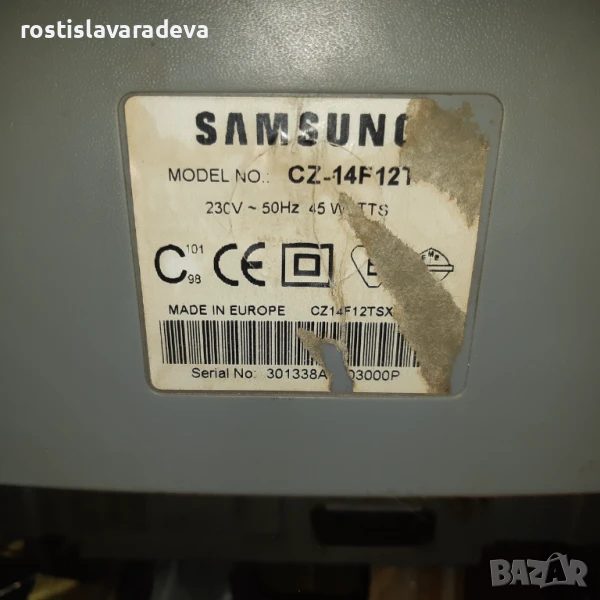 rostislavaradeva
SAMSUNG
MODEL NO.: CZ-14F12T
230V ~ 50Hz 45 WATTS
C 101 98 CE
MADE IN EUROPE CZ14F12TSX
Serial No: 301338A 03000P
BAZAR